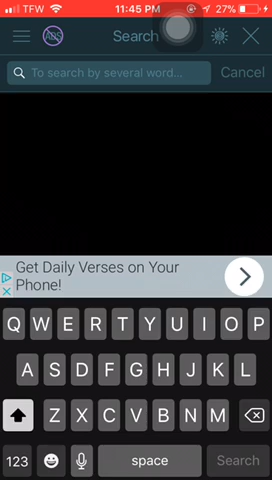 TFW 11:45 PM 27%
ADS Search
To search by several word... Cancel
Get Daily Verses on Your
Phone!
Q W E R T Y U I O P
A S D F G H J K L
Z X C V B N M
123 space Search